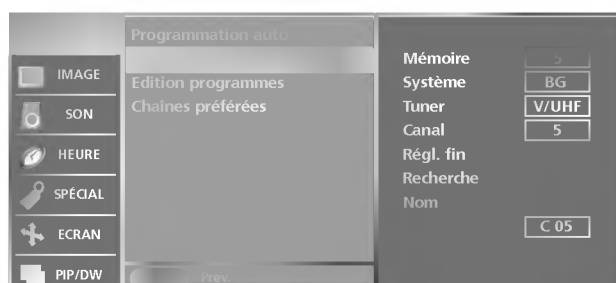 IMAGE
SON
HEURE
SPÉCIAL
ECRAN
PIP/DW
Programmation auto
Edition programmes
Chaînes préférées
Prev.
Mémoire 5
Système BG
Tuner V/UHF
Canal 5
Régl. fin
Recherche
Nom
C 05